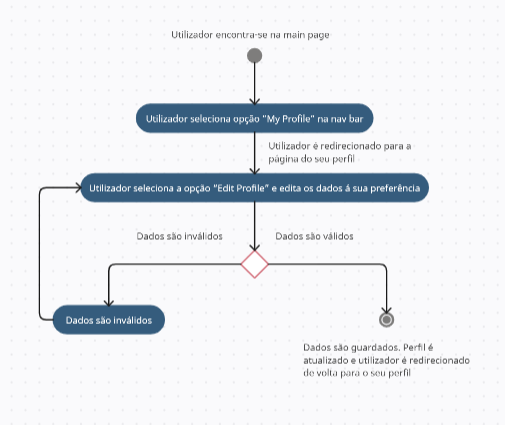 Utilizador encontra-se na main page
Utilizador seleciona opção "My Profile" na nav bar
Utilizador é redirecionado para a
página do seu perfil
Utilizador seleciona a opção "Edit Profile" e edita os dados á sua preferência
Dados são inválidos
Dados são válidos
Dados são inválidos
Dados são guardados. Perfil é
atualizado e utilizador é redirecionado
de volta para o seu perfil